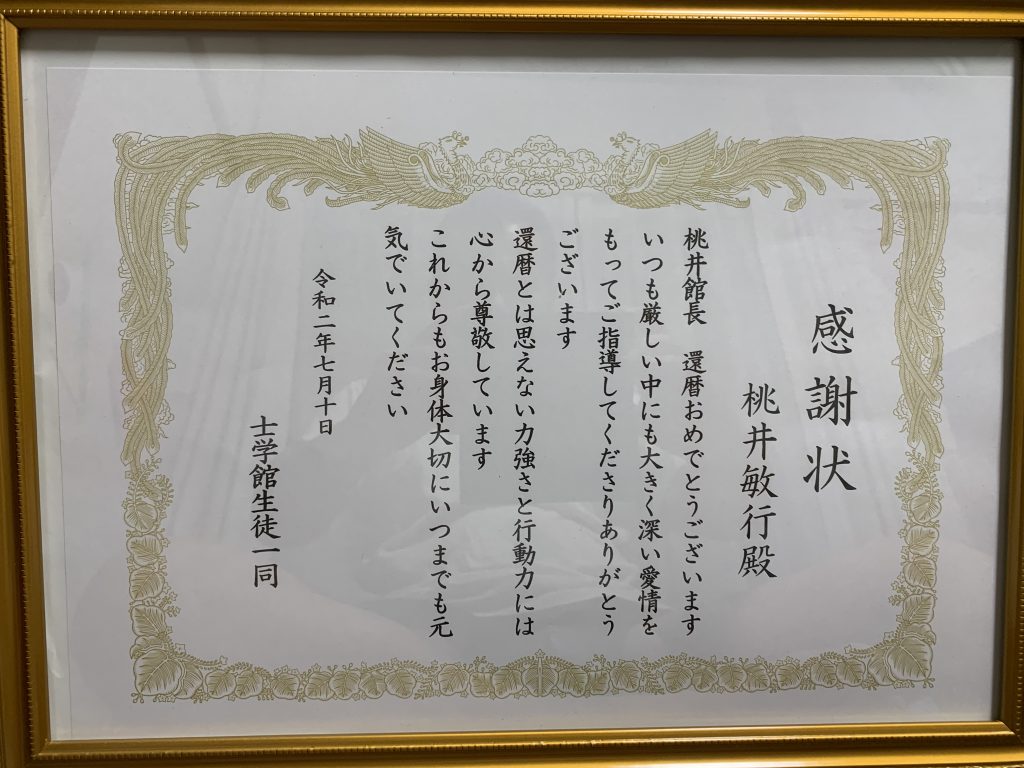 感謝状
桃井敏行殿
桃井館長　還暦おめでとうございます
いつも厳しい中にも大きく深い愛情を
もってご指導してくださりありがとう
ございます
還暦とは思えない力強さと行動力には
心から尊敬しています
これからもお身体大切にいつまでも元
気でいてください
令和二年七月十日
士学館生徒一同